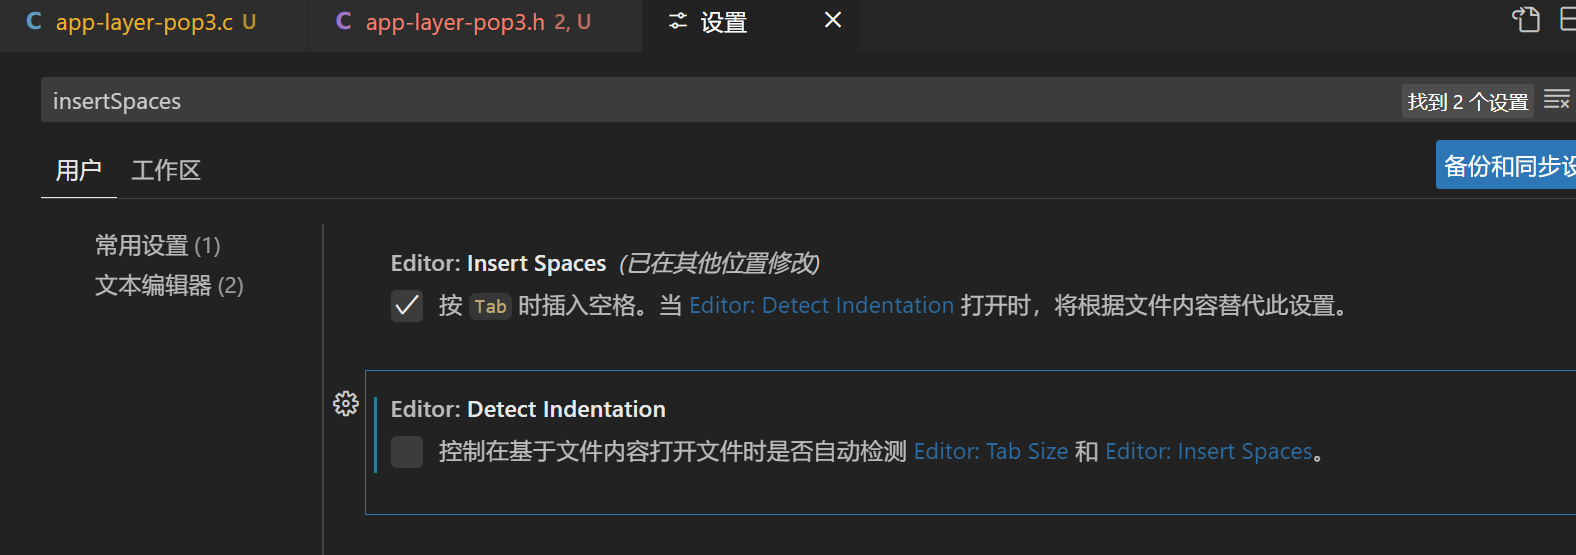 C app-layer-pop3.c U
C app-layer-pop3.h 2, U
设置
insertSpaces
找到 2 个设置
用户
工作区
备份和同步设
常用设置 (1)
文本编辑器 (2)
Editor: Insert Spaces (已在其他位置修改)
按 Tab 时插入空格。当 Editor: Detect Indentation 打开时，将根据文件内容替代此设置。
Editor: Detect Indentation
控制在基于文件内容打开文件时是否自动检测 Editor: Tab Size 和 Editor: Insert Spaces。